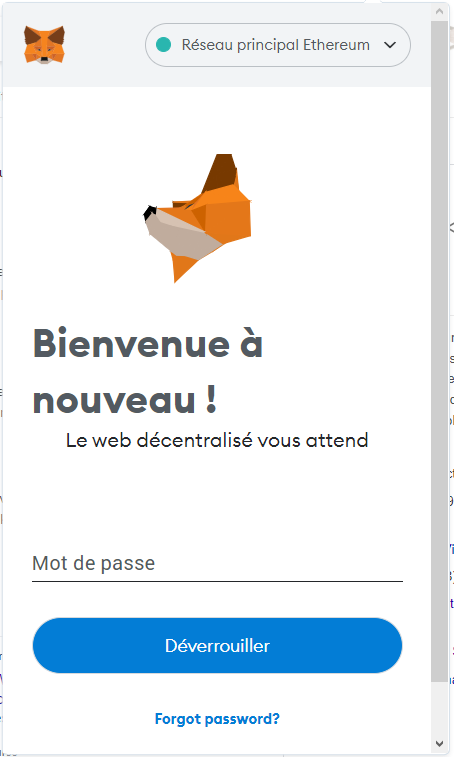 Réseau principal Ethereum
Bienvenue à
nouveau !
Le web décentralisé vous attend
Mot de passe
Déverrouiller
Forgot password?